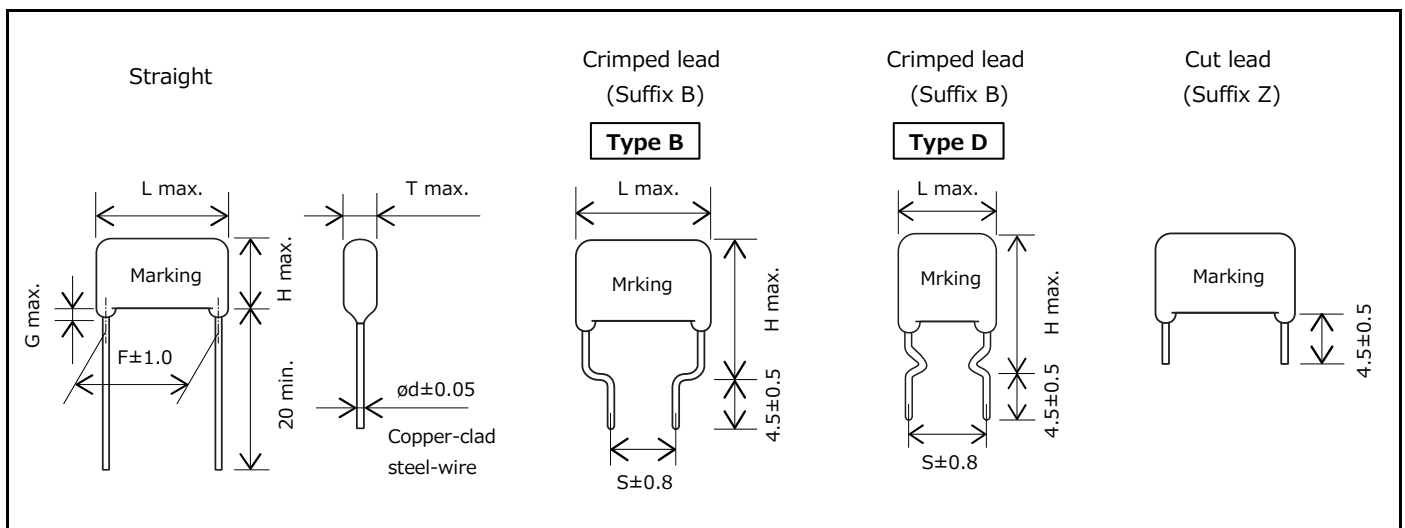 Straight
L max.
T max.
Marking
H max.
G max.
F±1.0
20 min.
ød±0.05
Copper-clad
steel-wire
Crimped lead
(Suffix B)
Type B
L max.
Mrking
H max.
4.5±0.5
S±0.8
Crimped lead
(Suffix B)
Type D
L max.
Mrking
H max.
4.5±0.5
S±0.8
Cut lead
(Suffix Z)
Marking
4.5±0.5